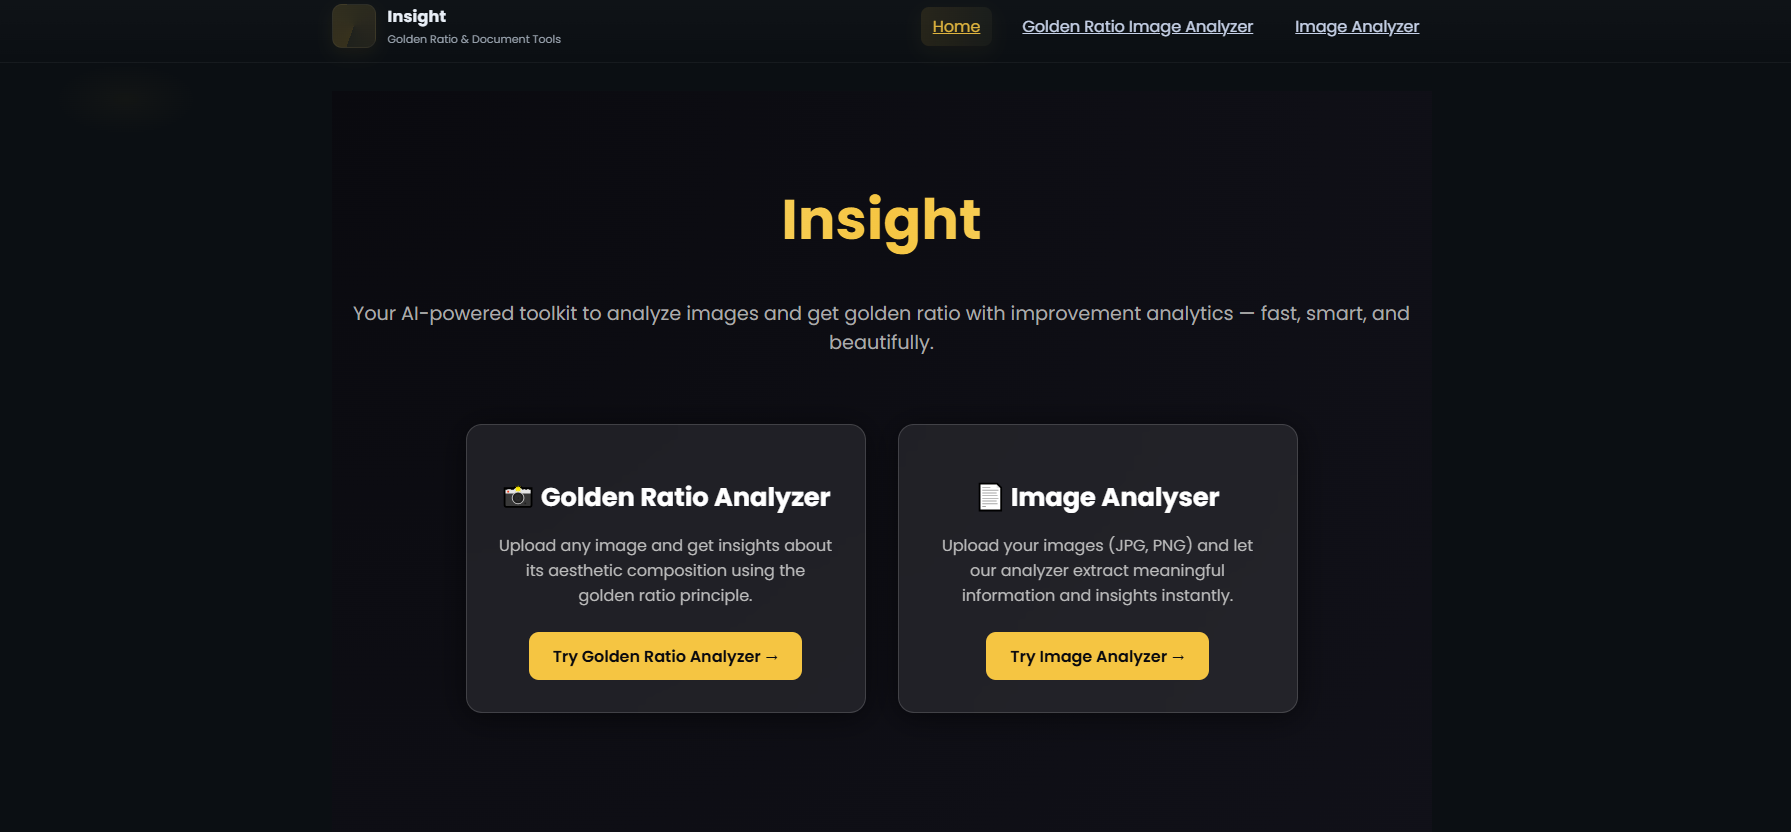 Insight
Golden Ratio & Document Tools
Home
Golden Ratio Image Analyzer
Image Analyzer
Insight
Your AI-powered toolkit to analyze images and get golden ratio with improvement analytics — fast, smart, and
beautifully.
Golden Ratio Analyzer
Upload any image and get insights about
its aesthetic composition using the
golden ratio principle.
Try Golden Ratio Analyzer →
Image Analyser
Upload your images (JPG, PNG) and let
our analyzer extract meaningful
information and insights instantly.
Try Image Analyzer →